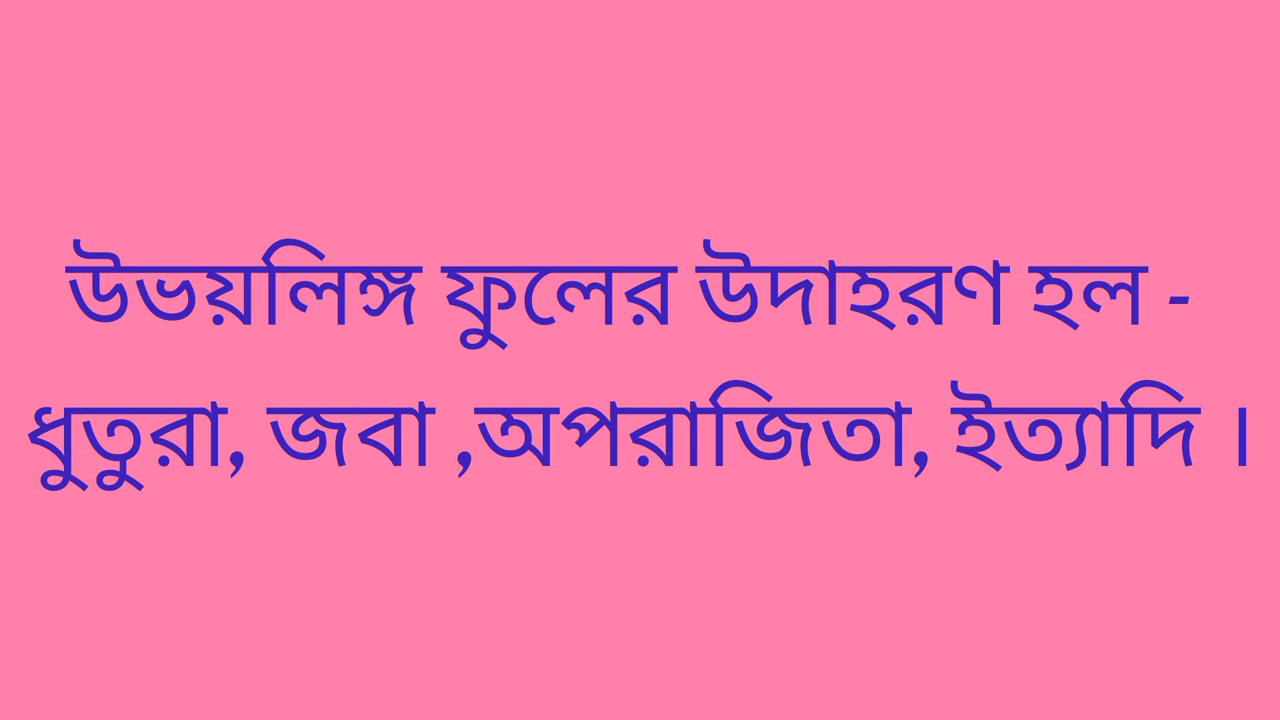 উভয়লিঙ্গ ফুলের উদাহরণ হল -
ধুতুরা, জবা ,অপরাজিতা, ইত্যাদি ।